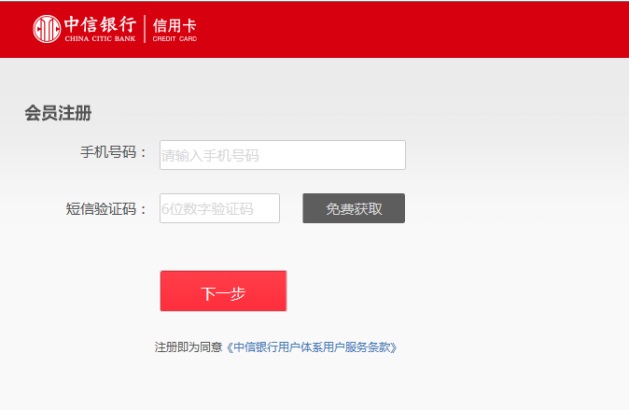 中信银行 信用卡
CHINA CITIC BANK CREDIT CARD
会员注册
手机号码： 请输入手机号码
短信验证码： 6位数字验证码 免费获取
下一步
注册即为同意《中信银行用户体系用户服务条款》